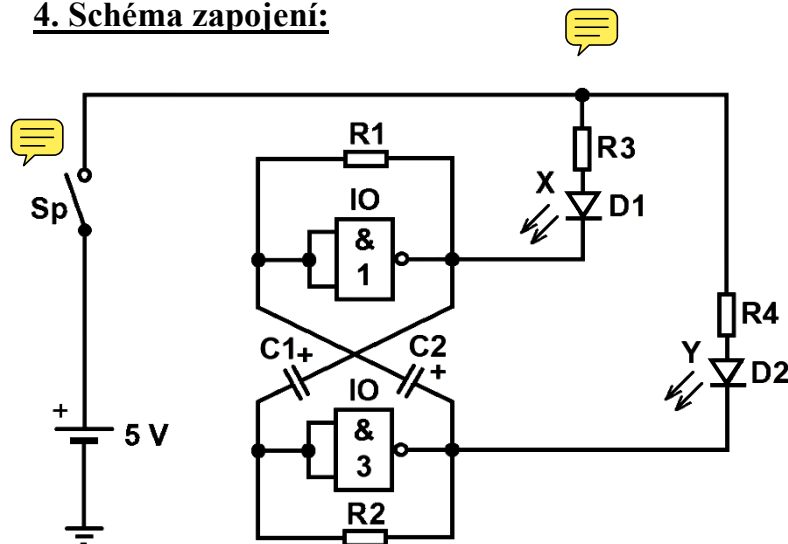 4. Schéma zapojení:
R1
R3
X
D1
Sp
IO
&
1
R4
C1
+
C2
+
Y
D2
IO
&
3
+
5 V
R2